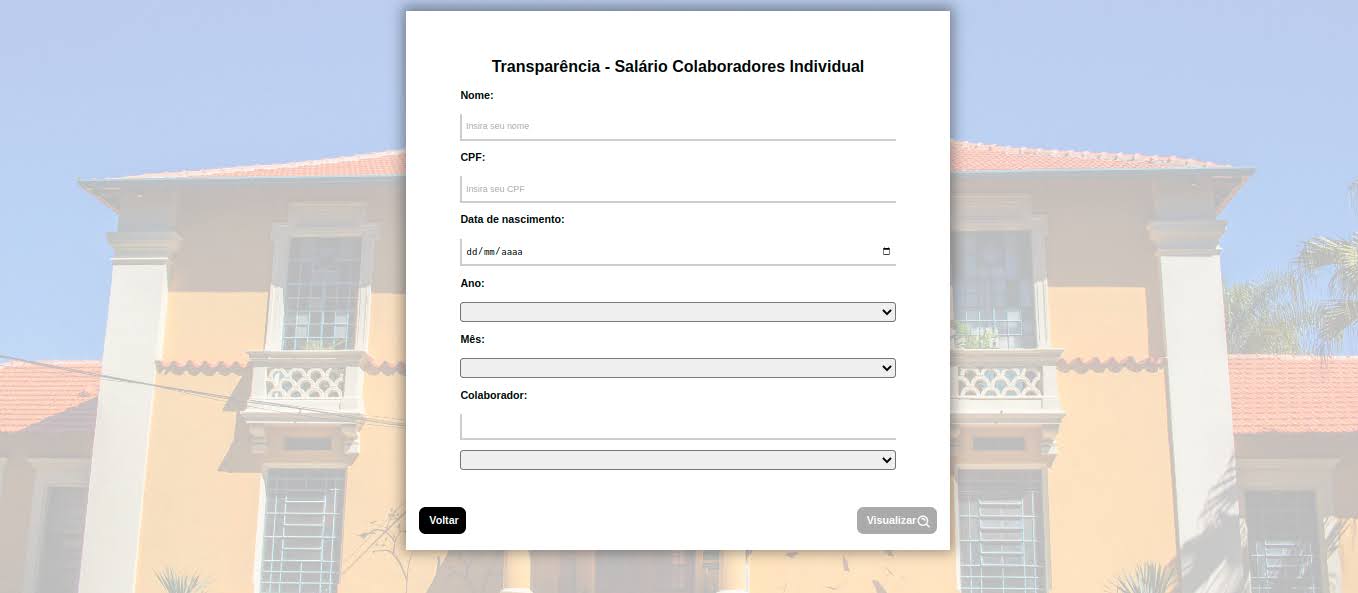 Transparência - Salário Colaboradores Individual
Nome:
Insira seu nome
CPF:
Insira seu CPF
Data de nascimento:
dd/mm/aaaa
Ano:
Mês:
Colaborador:
Voltar
Visualizar